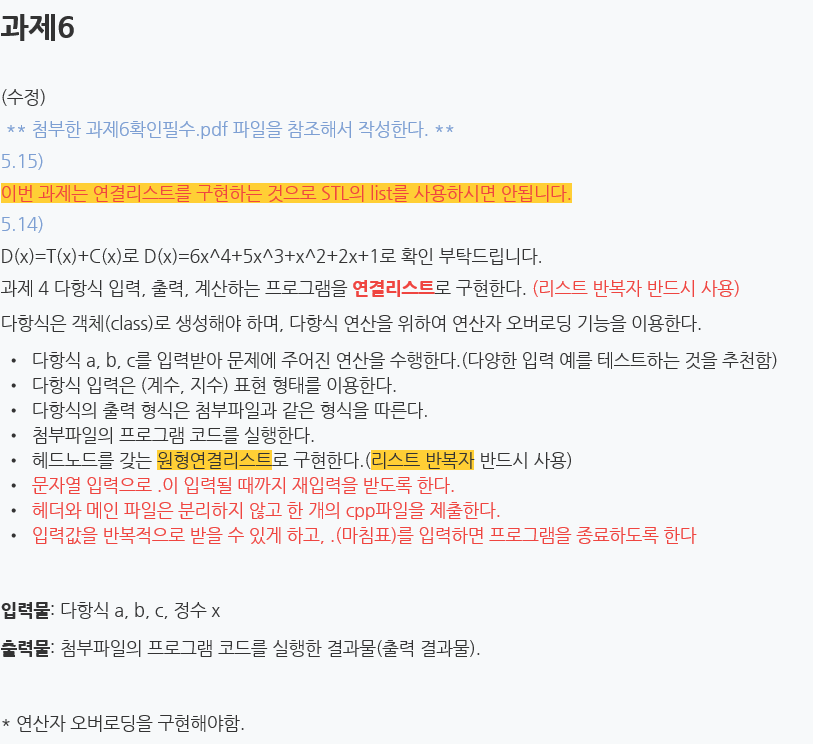 과제6
(수정)
** 첨부한 과제6확인필수.pdf 파일을 참조해서 작성한다. **
5.15)
이번 과제는 연결리스트를 구현하는 것으로 STL의 list를 사용하시면 안됩니다.
5.14)
D(x)=T(x)+C(x)로 D(x)=6x^4+5x^3+x^2+2x+1로 확인 부탁드립니다.
과제 4 다항식 입력, 출력, 계산하는 프로그램을 연결리스트로 구현한다. (리스트 반복자 반드시 사용)
다항식은 객체(class)로 생성해야 하며, 다항식 연산을 위하여 연산자 오버로딩 기능을 이용한다.
• 다항식 a, b, c를 입력받아 문제에 주어진 연산을 수행한다.(다양한 입력 예를 테스트하는 것을 추천함)
• 다항식 입력은 (계수, 지수) 표현 형태를 이용한다.
• 다항식의 출력 형식은 첨부파일과 같은 형식을 따른다.
• 첨부파일의 프로그램 코드를 실행한다.
• 헤드노드를 갖는 원형연결리스트로 구현한다.(리스트 반복자 반드시 사용)
• 문자열 입력으로 .이 입력될 때까지 재입력을 받도록 한다.
• 헤더와 메인 파일은 분리하지 않고 한 개의 cpp파일을 제출한다.
• 입력값을 반복적으로 받을 수 있게 하고, .(마침표)를 입력하면 프로그램을 종료하도록 한다
입력물: 다항식 a, b, c, 정수 x
출력물: 첨부파일의 프로그램 코드를 실행한 결과물(출력 결과물).
* 연산자 오버로딩을 구현해야함.